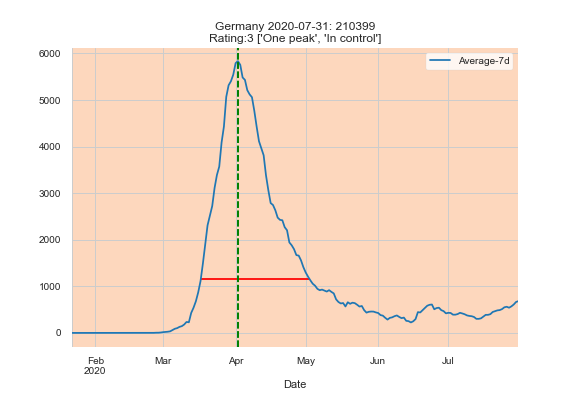 Germany 2020-07-31: 210399
Rating:3 ['One peak', 'In control']
Average-7d
6000
5000
4000
3000
2000
1000
0
Feb Mar Apr May Jun Jul
2020
Date